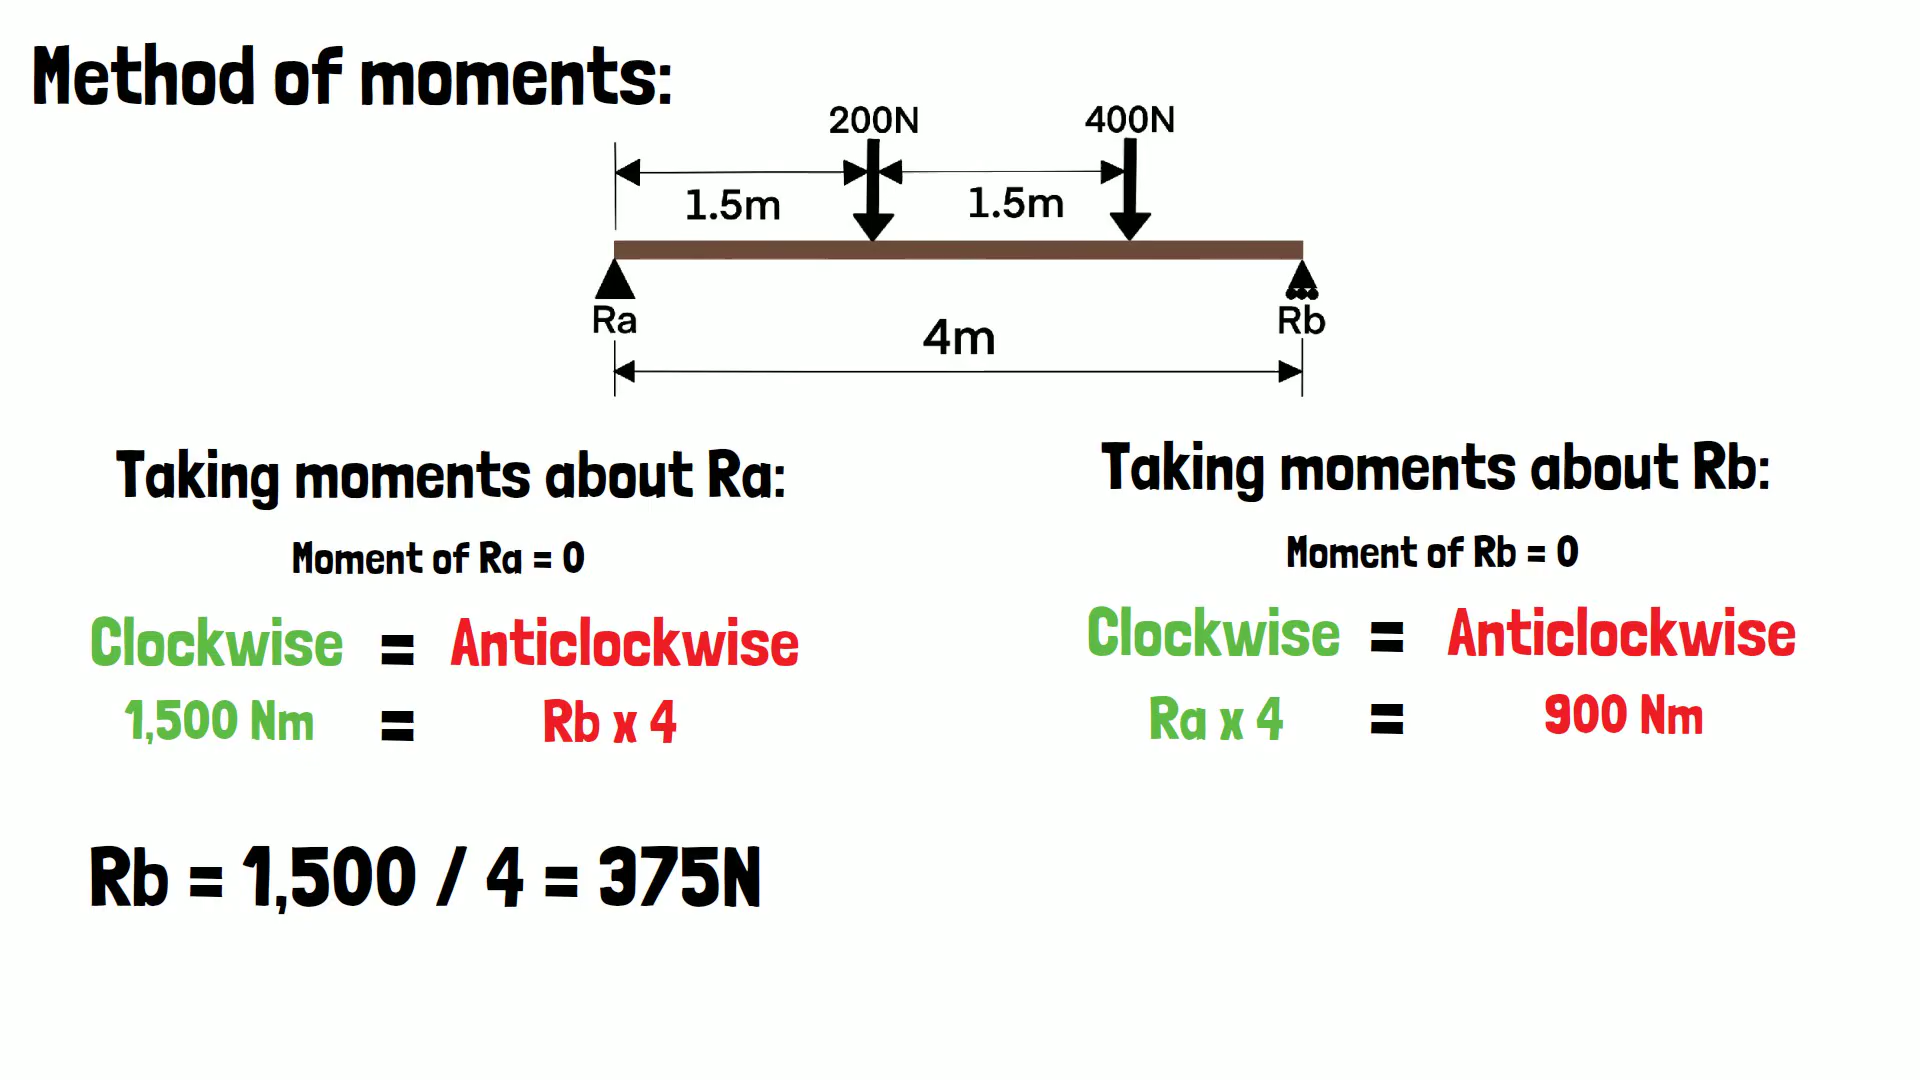 Method of moments:
200N
400N
1.5m
1.5m
Ra
Rb
4m
Taking moments about Ra:
Moment of Ra = 0
Clockwise = Anticlockwise
1,500 Nm = Rb x 4
Rb = 1,500 / 4 = 375N
Taking moments about Rb:
Moment of Rb = 0
Clockwise = Anticlockwise
Ra x 4 = 900 Nm